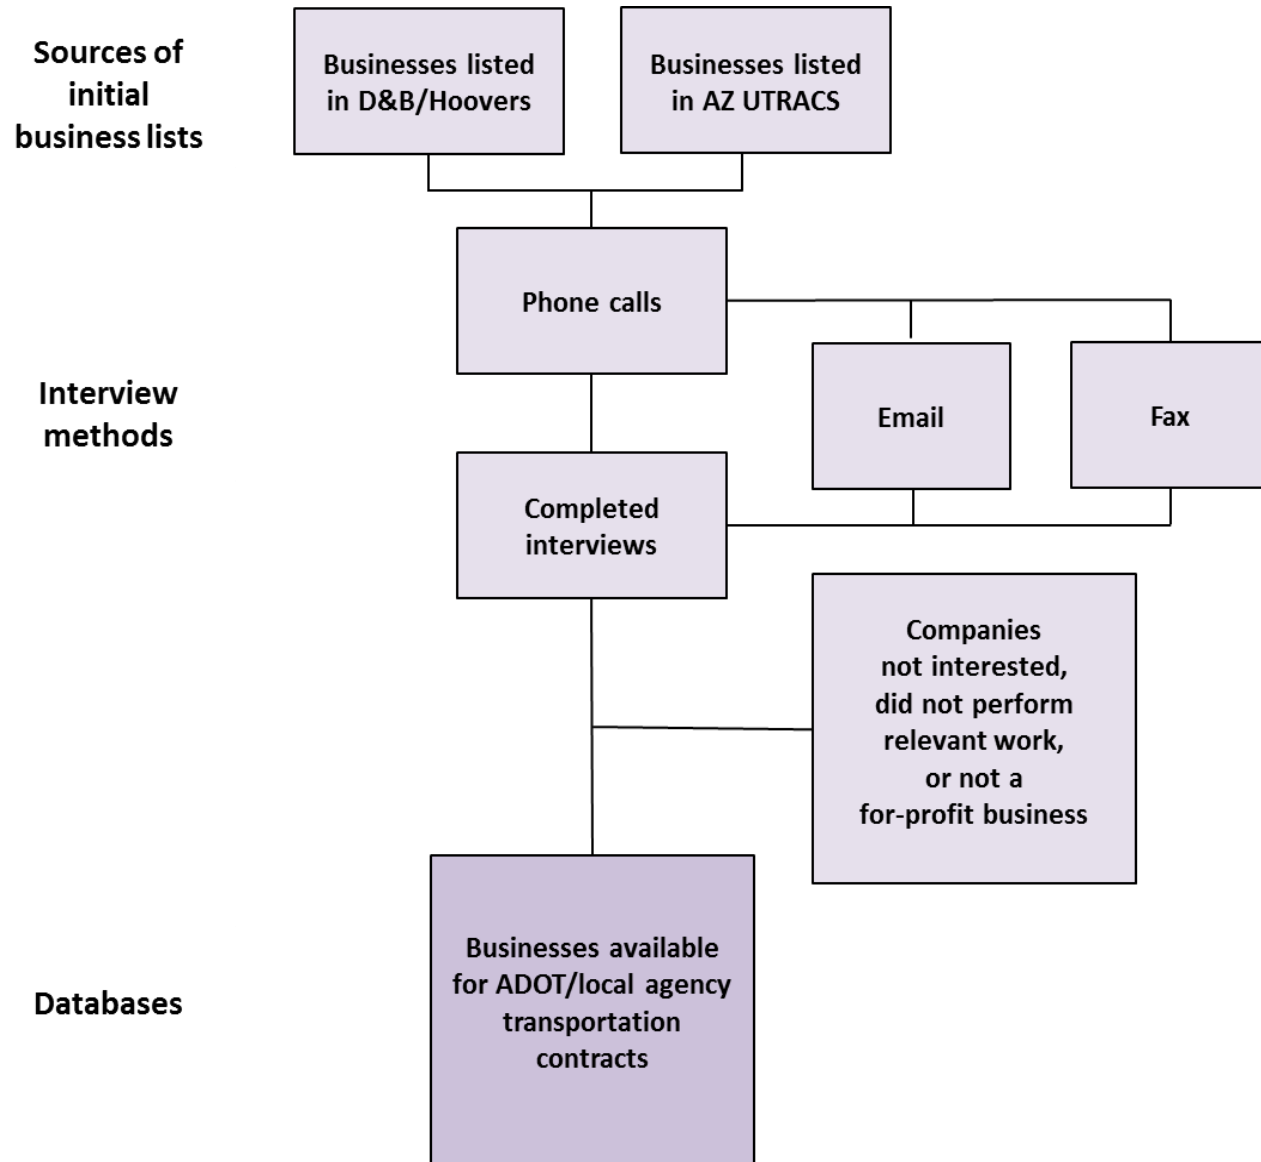 Sources of
initial
business lists
Businesses listed
in D&B/Hoovers
Businesses listed
in AZ UTRACS
Phone calls
Interview
methods
Email
Fax
Completed
interviews
Companies
not interested,
did not perform
relevant work,
or not a
for-profit business
Databases
Businesses available
for ADOT/local agency
transportation
contracts